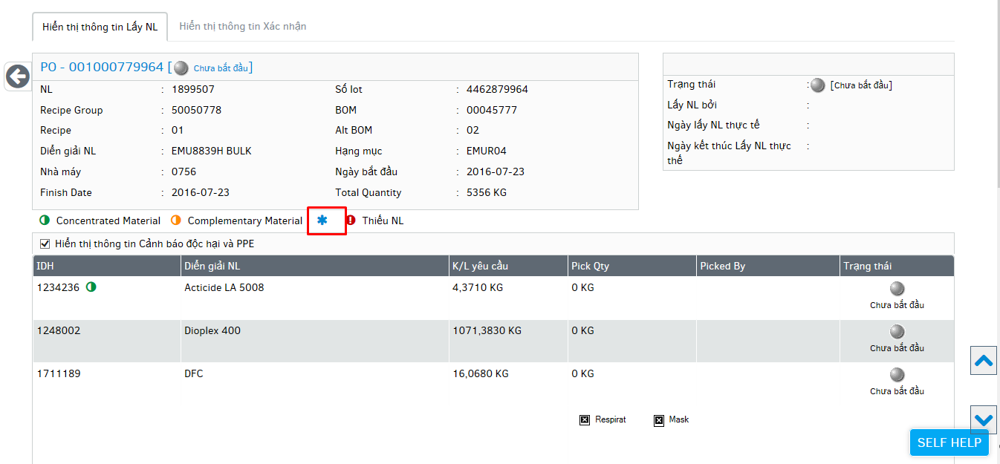 Hiển thị thông tin Lấy NL Hiển thị thông tin Xác nhận
PO - 001000779964 [ Chưa bắt đầu]
NL : 1899507 Số lot : 4462879964
Recipe Group : 50050778 BOM : 00045777
Recipe : 01 Alt BOM : 02
Diễn giải NL : EMU8839H BULK Hạng mục : EMUR04
Nhà máy : 0756 Ngày bắt đầu : 2016-07-23
Finish Date : 2016-07-23 Total Quantity : 5356 KG
Trạng thái : [Chưa bắt đầu]
Lấy NL bởi :
Ngày lấy NL thực tế :
Ngày kết thúc Lấy NL thực :
thế
Concentrated Material Complementary Material Thiếu NL
Hiển thị thông tin Cảnh báo độc hại và PPE
IDH Diễn giải NL K/L yêu cầu Pick Qty Picked By Trạng thái
1234236 Acticide LA 5008 4,3710 KG 0 KG
Chưa bắt đầu
1248002 Dioplex 400 1071,3830 KG 0 KG
Chưa bắt đầu
1711189 DFC 16,0680 KG 0 KG
Chưa bắt đầu
Respirat Mask
SELF HELP